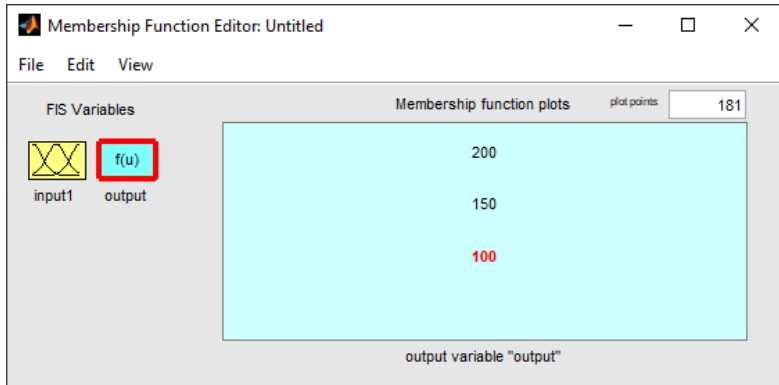 Membership Function Editor: Untitled
File Edit View
FIS Variables
f(u)
input1 output
Membership function plots plot points: 181
200
150
100
output variable "output"